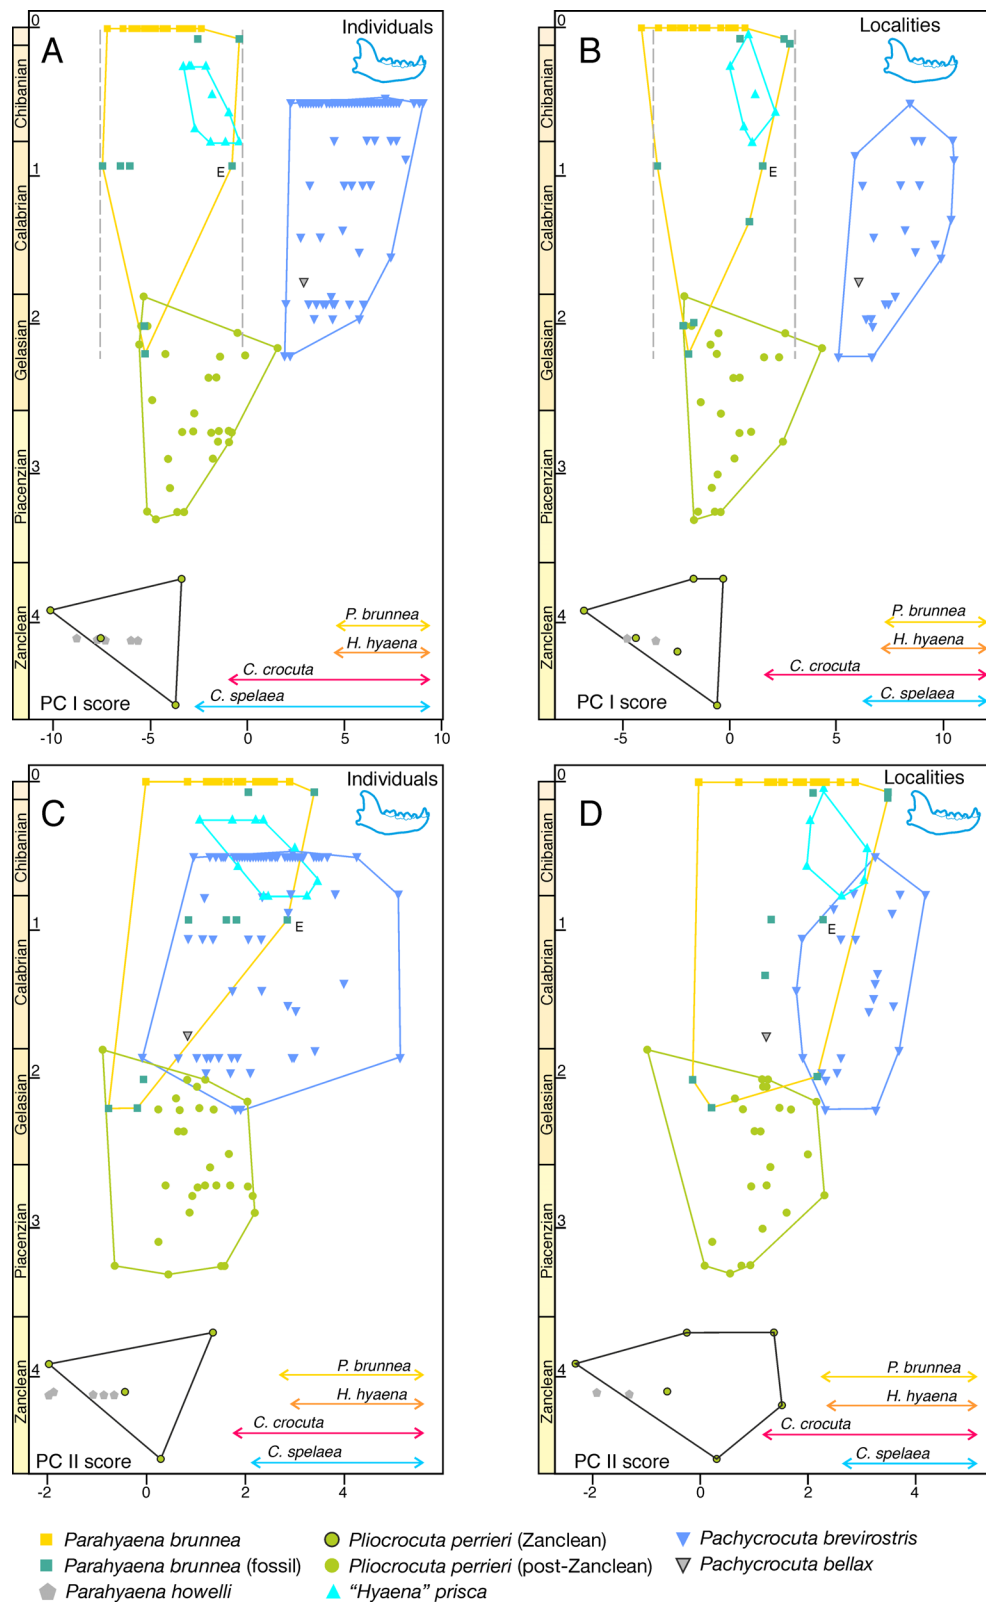 A
Individuals
0
Chibanian
1
E
Calabrian
2
Gelasian
Piacenzian
3
Zanclean
4
P. brunnea
H. hyaena
C. crocuta
C. spelaea
PC I score
-10 -5 0 5 10
B
Localities
0
Chibanian
1
E
Calabrian
2
Gelasian
Piacenzian
3
Zanclean
4
P. brunnea
H. hyaena
C. crocuta
C. spelaea
PC I score
-5 0 5 10
C
Individuals
0
Chibanian
1
E
Calabrian
2
Gelasian
Piacenzian
3
Zanclean
4
P. brunnea
H. hyaena
C. crocuta
C. spelaea
PC II score
-2 0 2 4
D
Localities
0
Chibanian
1
E
Calabrian
2
Gelasian
Piacenzian
3
Zanclean
4
P. brunnea
H. hyaena
C. crocuta
C. spelaea
PC II score
-2 0 2 4
Parahyaena brunnea
Parahyaena brunnea (fossil)
Parahyaena howelli
Pliocrocuta perrieri (Zanclean)
Pliocrocuta perrieri (post-Zanclean)
“Hyaena” prisca
Pachycrocuta brevirostris
Pachycrocuta bellax